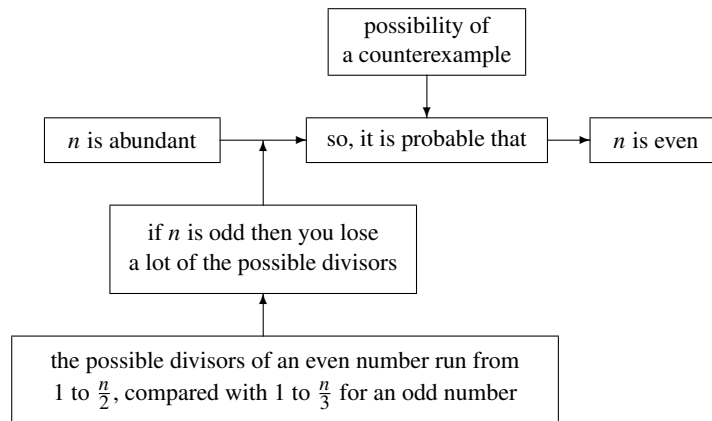 possibility of
a counterexample
n is abundant
so, it is probable that
n is even
if n is odd then you lose
a lot of the possible divisors
the possible divisors of an even number run from
1 to n/2, compared with 1 to n/3 for an odd number